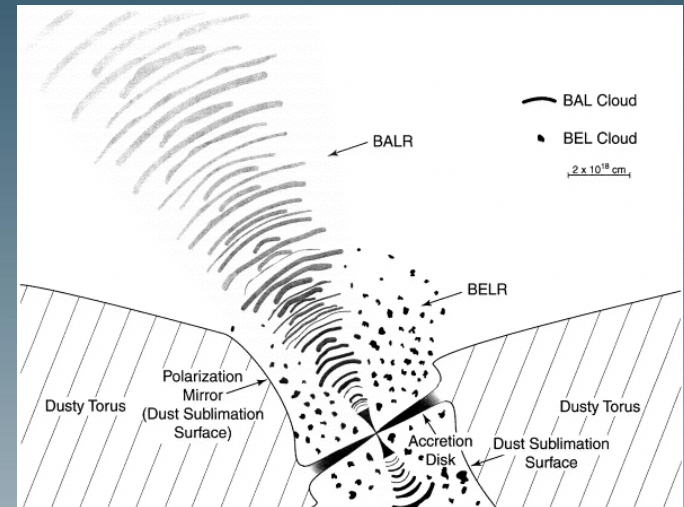 BAL Cloud
BALR
BEL Cloud
2 x 10¹⁸ cm
BELR
Polarization
Mirror
(Dust Sublimation
Surface)
Dusty Torus
Dusty Torus
Accretion
Disk
Dust Sublimation
Surface